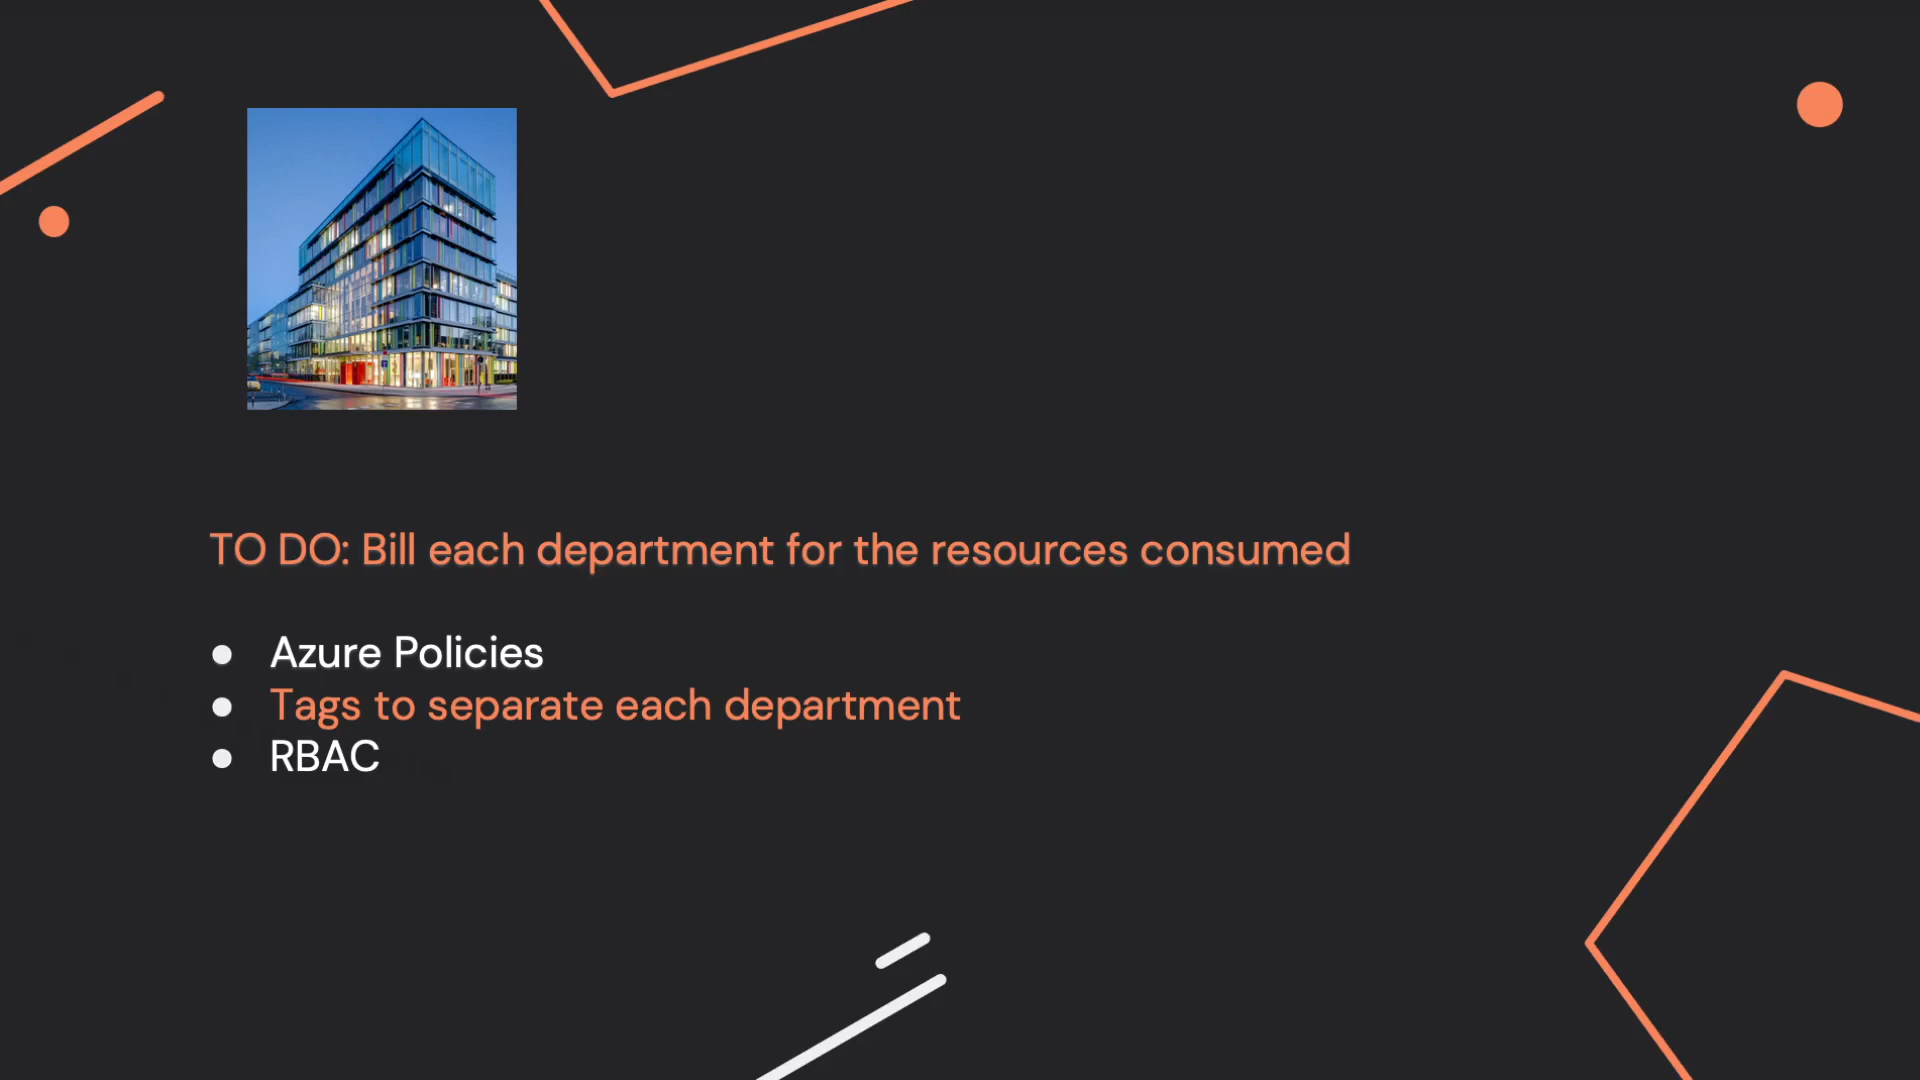 TO DO: Bill each department for the resources consumed
● Azure Policies
● Tags to separate each department
● RBAC